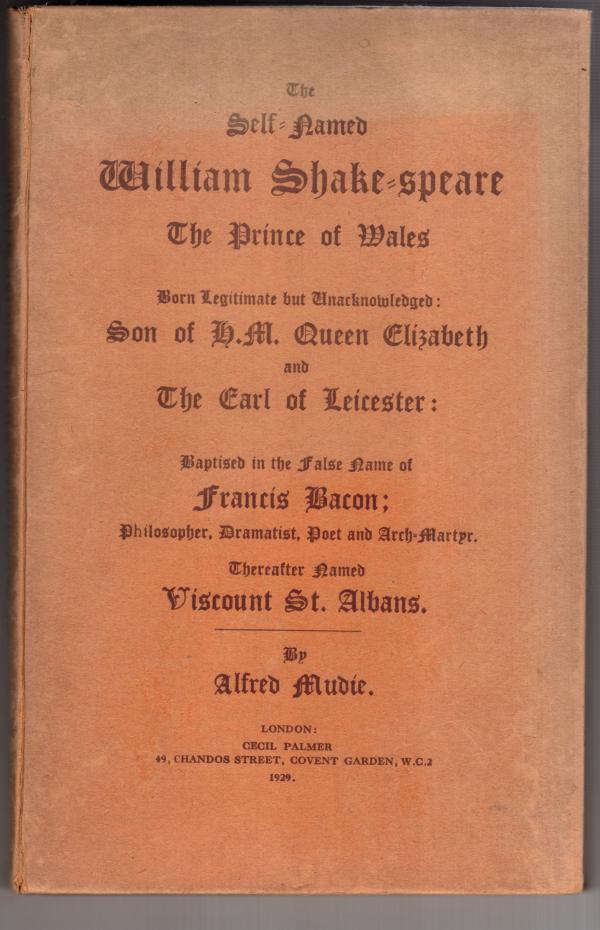 The
Self-Named
William Shake-speare
The Prince of Wales
Born Legitimate but Unacknowledged:
Son of H.M. Queen Elizabeth
and
The Earl of Leicester:
Baptised in the False Name of
Francis Bacon;
Philosopher, Dramatist, Poet and Arch-Martyr.
Thereafter Named
Viscount St. Albans.
By
Alfred Mudie.
LONDON:
CECIL PALMER
49, CHANDOS STREET, COVENT GARDEN, W.C.2
1929.